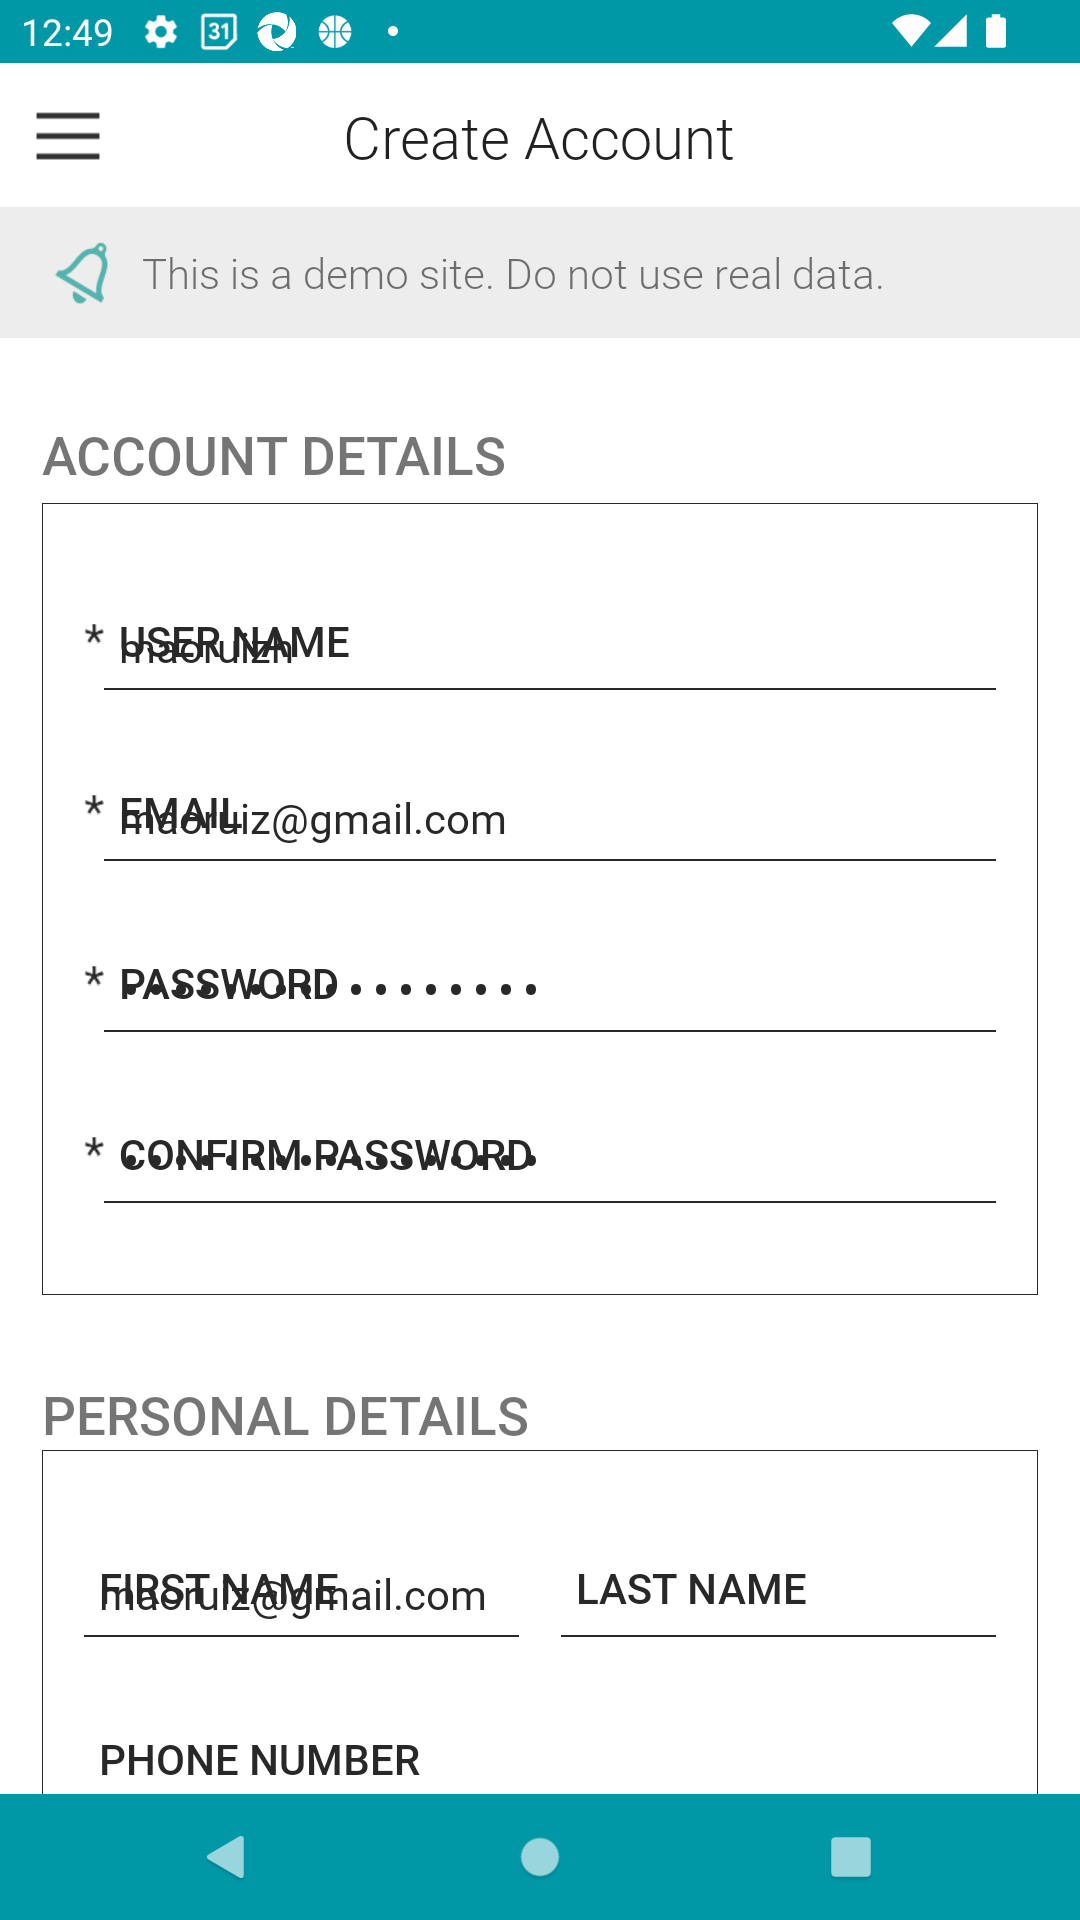 12:49
31
Create Account
This is a demo site. Do not use real data.
ACCOUNT DETAILS
* USER NAME
maoruizh
* EMAIL
maoruiz@gmail.com
* PASSWORD
•••••••••••••••••
* CONFIRM PASSWORD
•••••••••••••••••
PERSONAL DETAILS
FIRST NAME LAST NAME
maoruiz@gmail.com
PHONE NUMBER